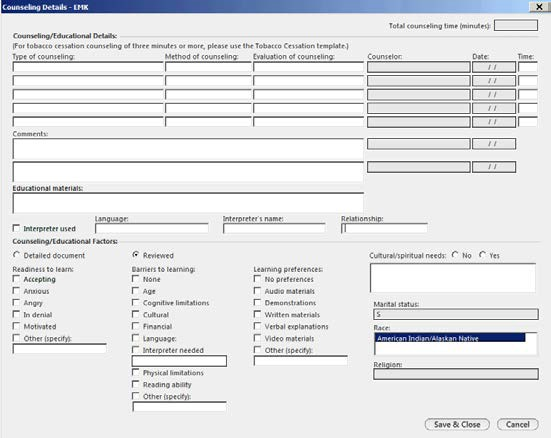 Counseling Details - EMK
Total counseling time (minutes):
Counseling/Educational Details:
(For tobacco cessation counseling of three minutes or more, please use the Tobacco Cessation template.)
Type of counseling: Method of counseling: Evaluation of counseling: Counselor: Date: Time:
/ /
/ /
/ /
/ /
/ /
Comments:
/ /
/ /
Educational materials:
Language: Interpreter's name: Relationship:
Interpreter used
Counseling/Educational Factors:
Detailed document Reviewed Cultural/spiritual needs: No Yes
Readiness to learn: Barriers to learning: Learning preferences:
Accepting None No preferences
Anxious Age Audio materials
Angry Cognitive limitations Demonstrations
In denial Cultural Written materials
Motivated Financial Verbal explanations
Other (specify): Language: Video materials
Interpreter needed Other (specify):
Physical limitations
Reading ability
Other (specify):
Marital status:
S
Race:
American Indian/Alaskan Native
Religion:
Save & Close Cancel